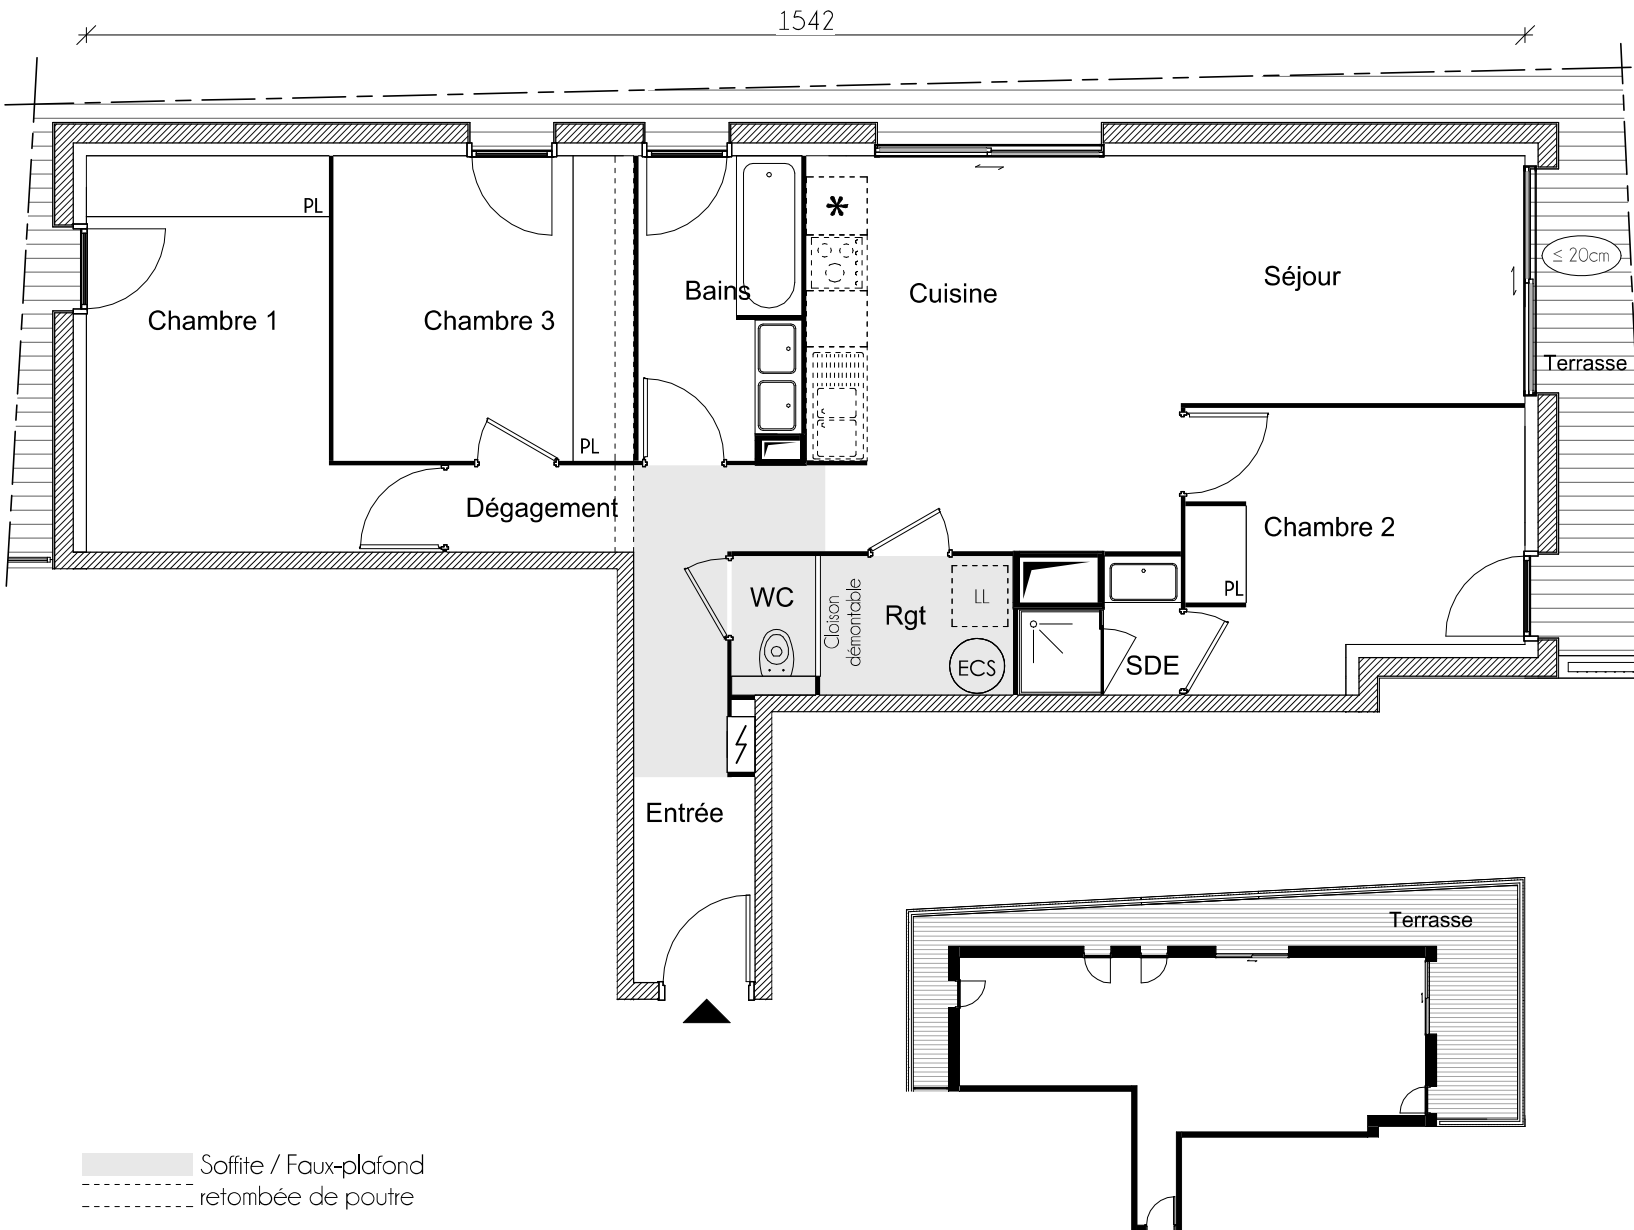 1542
PL
Chambre 1
Chambre 3
PL
Bains
*
Cuisine
Séjour
≤ 20cm
Terrasse
Dégagement
Chambre 2
PL
WC
Cloison
démontable
Rgt
LL
ECS
SDE
Entrée
Terrasse
Soffite / Faux-plafond
retombée de poutre